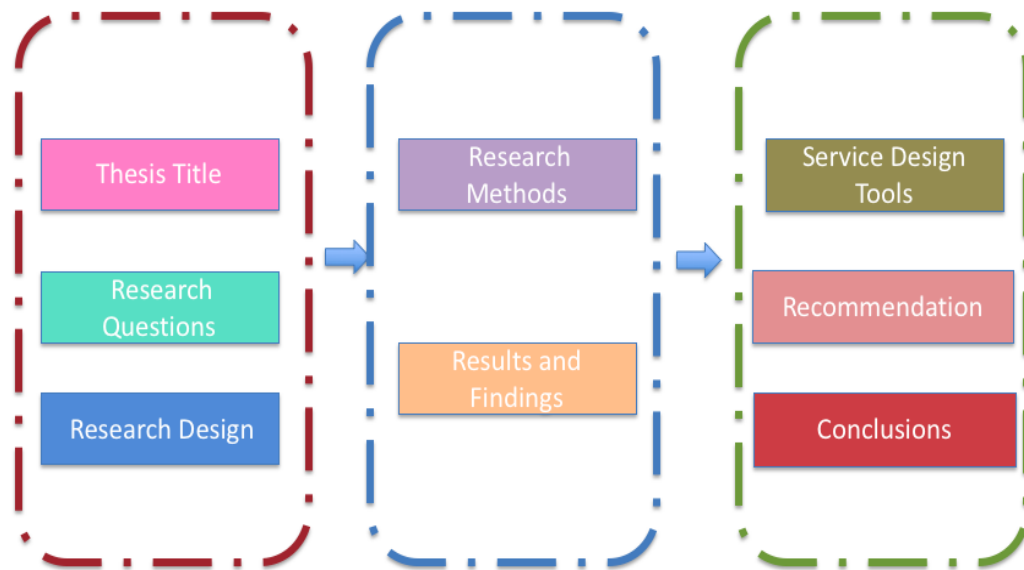 Thesis Title
Research
Questions
Research Design
Research
Methods
Results and
Findings
Service Design
Tools
Recommendation
Conclusions